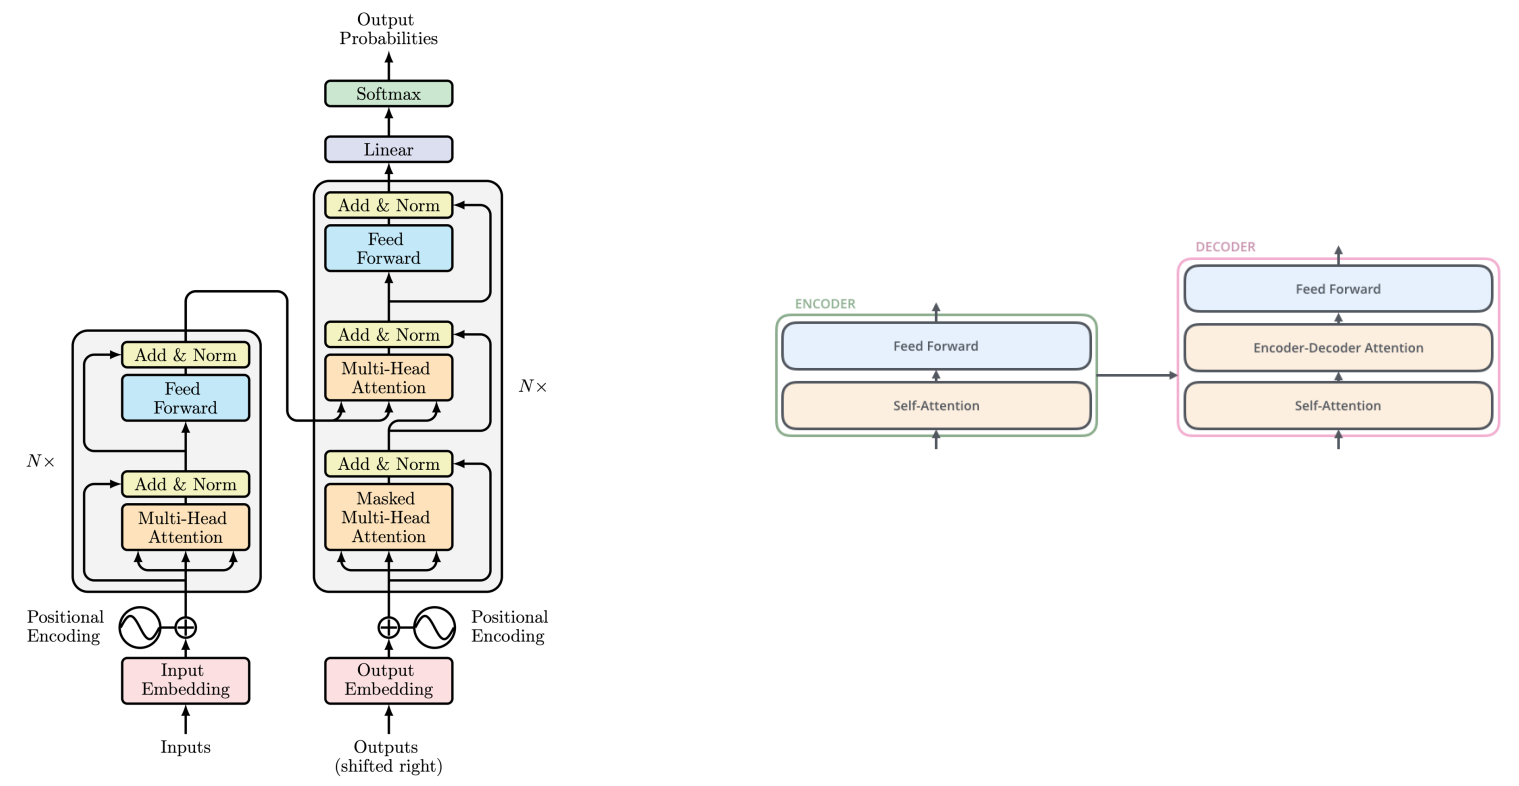 Output
Probabilities
Softmax
Linear
Add & Norm
Feed
Forward
Add & Norm
Multi-Head
Attention
N×
Add & Norm
Masked
Multi-Head
Attention
Add & Norm
Feed
Forward
N×
Add & Norm
Multi-Head
Attention
Positional
Encoding
Positional
Encoding
Input
Embedding
Output
Embedding
Inputs
Outputs
(shifted right)
ENCODER
Feed Forward
Self-Attention
DECODER
Feed Forward
Encoder-Decoder Attention
Self-Attention